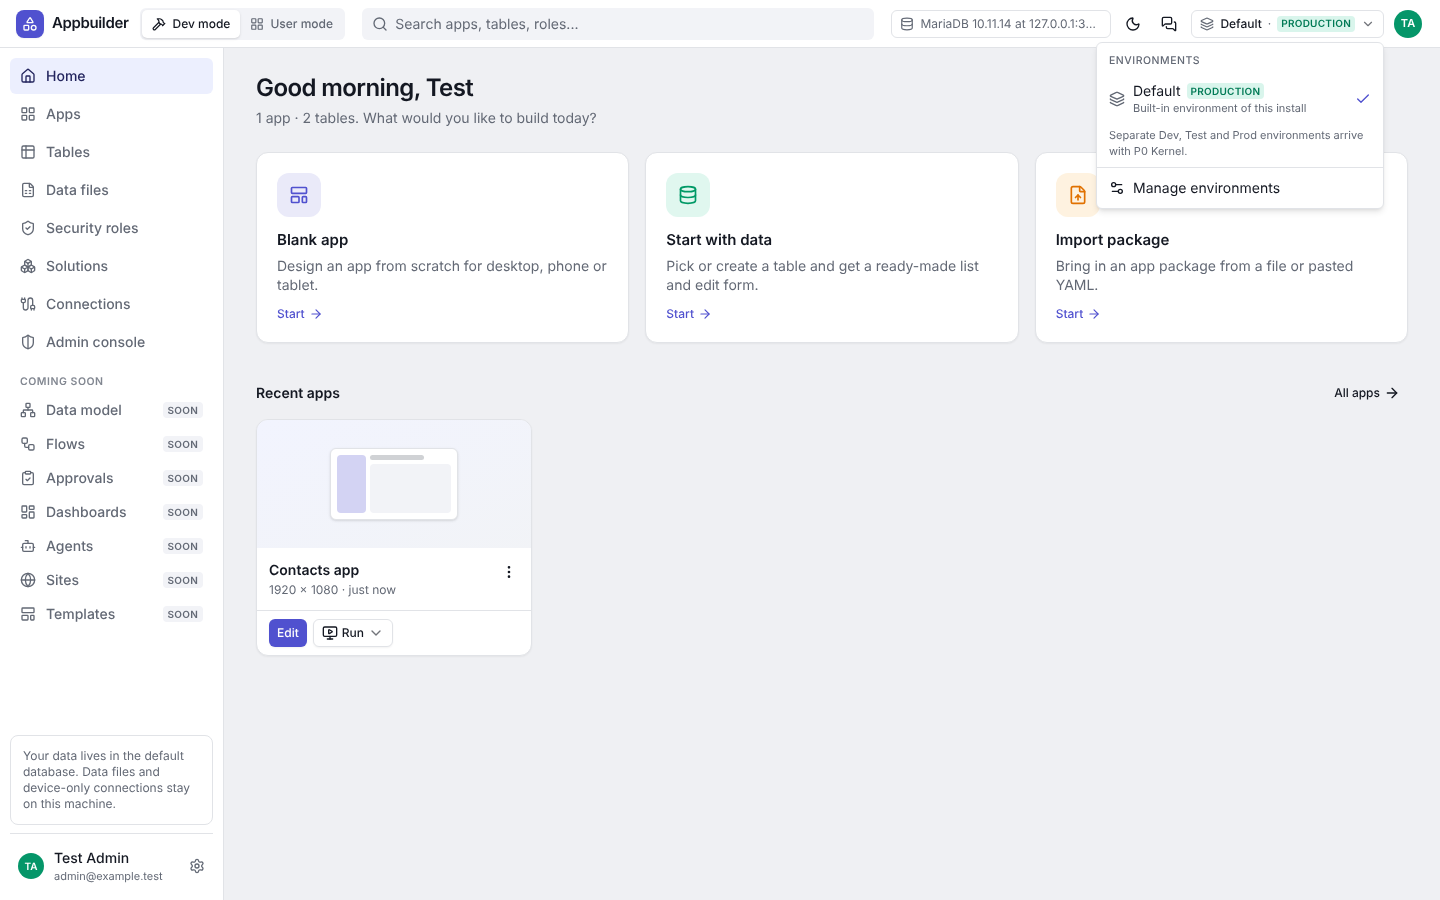 Appbuilder
Dev mode
User mode
Search apps, tables, roles...
MariaDB 10.11.14 at 127.0.0.1:3...
Default · PRODUCTION
TA
ENVIRONMENTS
Default PRODUCTION
Built-in environment of this install
Separate Dev, Test and Prod environments arrive
with P0 Kernel.
Manage environments
Home
Apps
Tables
Data files
Security roles
Solutions
Connections
Admin console
COMING SOON
Data model SOON
Flows SOON
Approvals SOON
Dashboards SOON
Agents SOON
Sites SOON
Templates SOON
Your data lives in the default
database. Data files and
device-only connections stay
on this machine.
TA
Test Admin
admin@example.test
Good morning, Test
1 app · 2 tables. What would you like to build today?
Blank app
Design an app from scratch for desktop, phone or
tablet.
Start
Start with data
Pick or create a table and get a ready-made list
and edit form.
Start
Import package
Bring in an app package from a file or pasted
YAML.
Start
Recent apps
All apps
Contacts app
1920 × 1080 · just now
Edit
Run